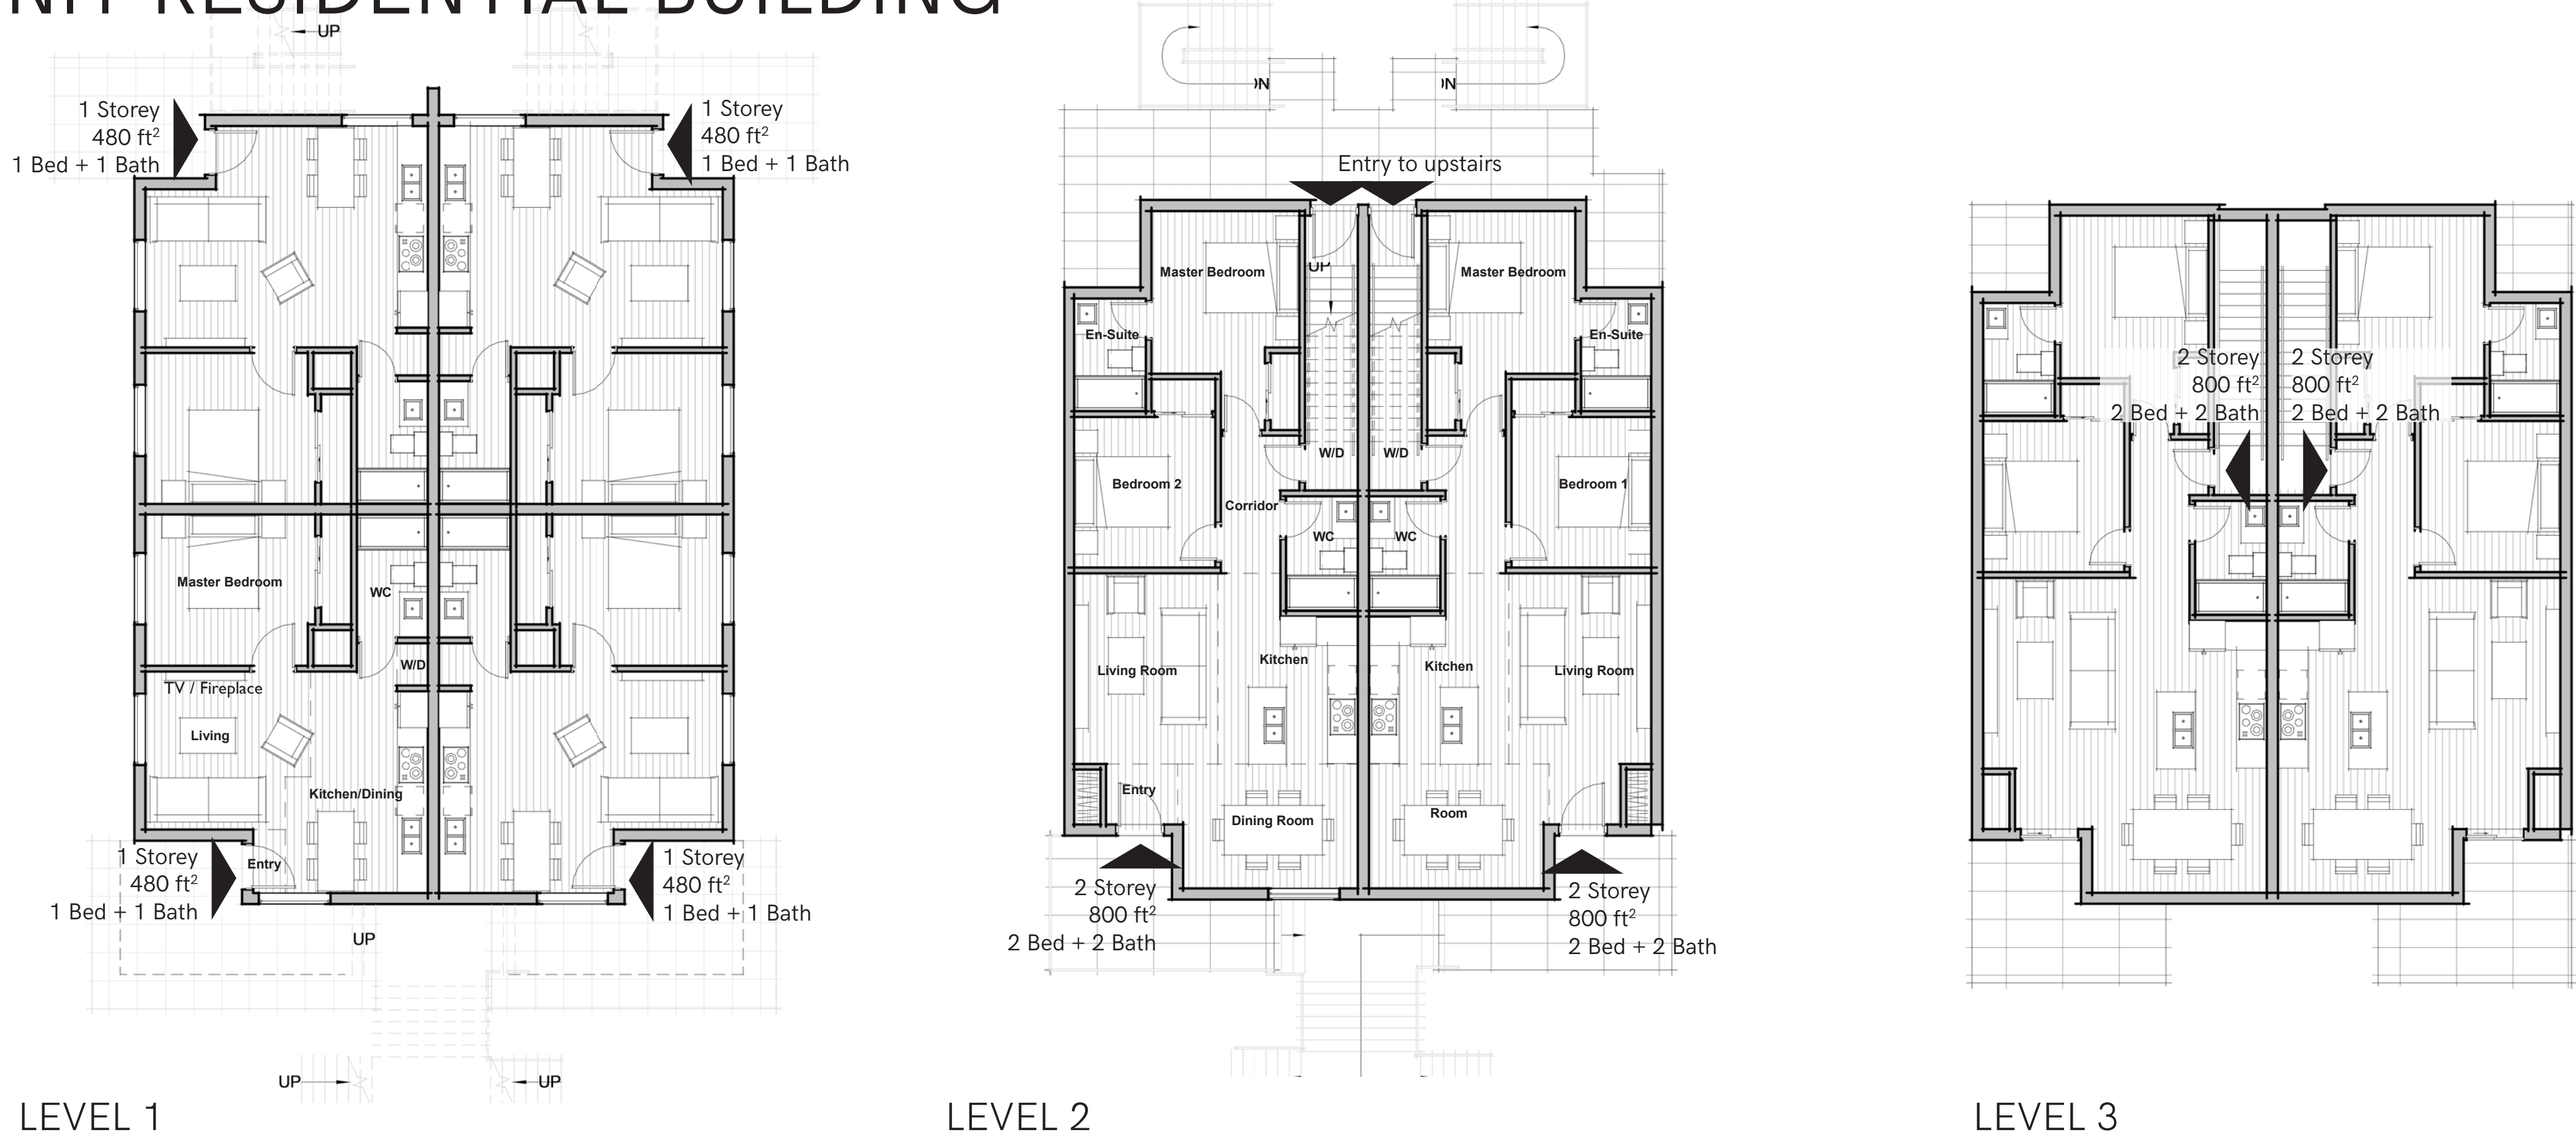 RESIDENTIAL BUILDING
UP
1 Storey
480 ft²
1 Bed + 1 Bath
1 Storey
480 ft²
1 Bed + 1 Bath
Master Bedroom
WC
W/D
TV / Fireplace
Living
Kitchen/Dining
Entry
1 Storey
480 ft²
1 Bed + 1 Bath
1 Storey
480 ft²
1 Bed + 1 Bath
UP
UP
UP
LEVEL 1
Entry to upstairs
UP
Master Bedroom
Master Bedroom
En-Suite
En-Suite
W/D
W/D
Bedroom 2
Bedroom 1
Corridor
WC
WC
Living Room
Kitchen
Kitchen
Living Room
Entry
Dining Room
Room
2 Storey
800 ft²
2 Bed + 2 Bath
2 Storey
800 ft²
2 Bed + 2 Bath
LEVEL 2
2 Storey
800 ft²
2 Bed + 2 Bath
2 Storey
800 ft²
2 Bed + 2 Bath
LEVEL 3